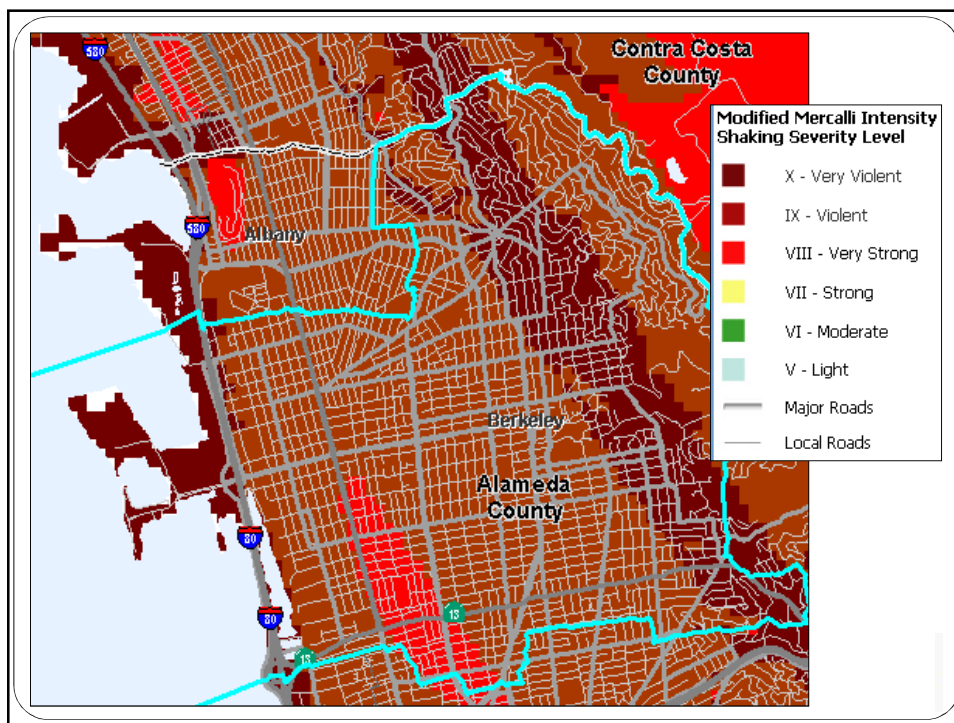 580
Contra Costa
County
Modified Mercalli Intensity
Shaking Severity Level
X - Very Violent
IX - Violent
VIII - Very Strong
VII - Strong
VI - Moderate
V - Light
Major Roads
Local Roads
580
Albany
Berkeley
Alameda
County
80
80
13
13